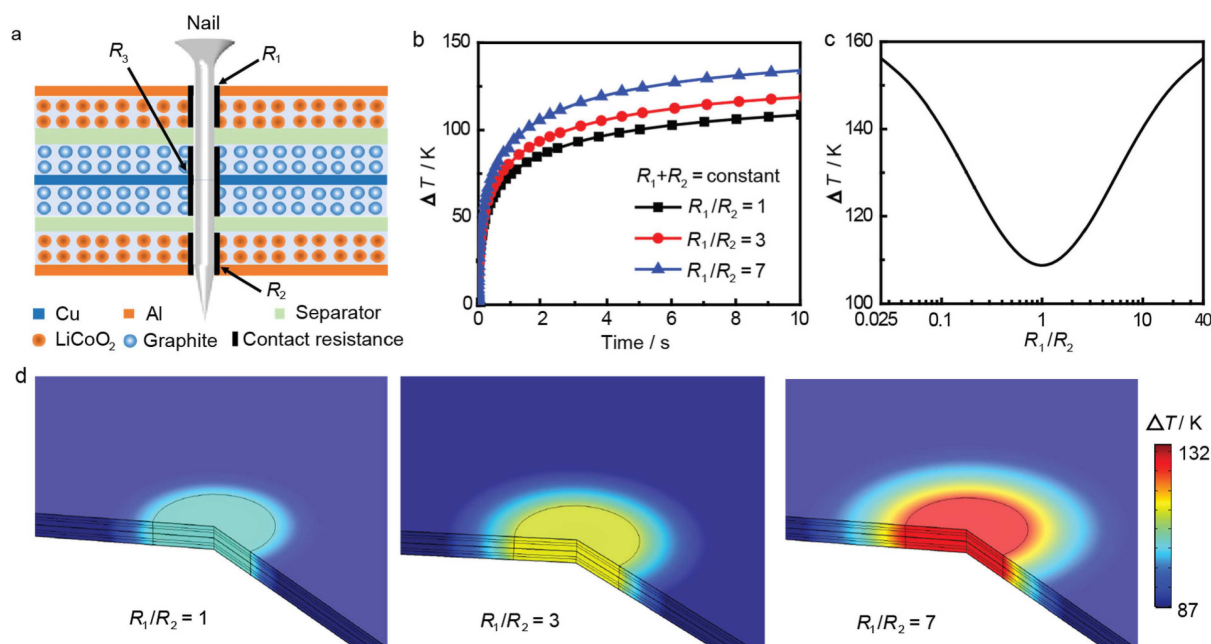 a
Nail
R3
R1
R2
Cu
Al
Separator
LiCoO2
Graphite
Contact resistance
b
150
100
50
0
ΔT / K
R1+R2 = constant
R1/R2 = 1
R1/R2 = 3
R1/R2 = 7
0 2 4 6 8 10
Time / s
c
160
140
120
100
ΔT / K
0.025 0.1 1 10 40
R1/R2
d
R1/R2 = 1
R1/R2 = 3
R1/R2 = 7
ΔT / K
132
87